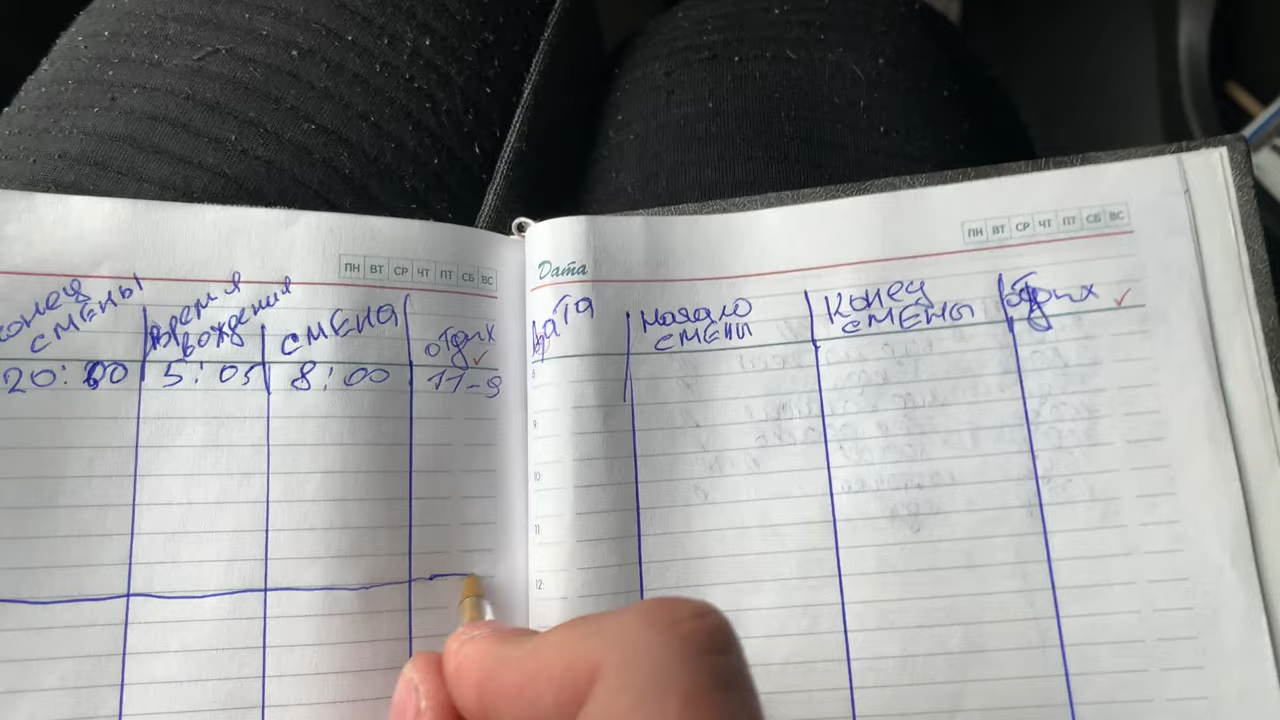 ПН ВТ СР ЧТ ПТ СБ ВС
конец смены
время вождения
смена
отдых
20:00 5:05 8:00 11-9
ПН ВТ СР ЧТ ПТ СБ ВС
Дата
Дата
начало смены
конец смены
отдых
8
9
10
11
12